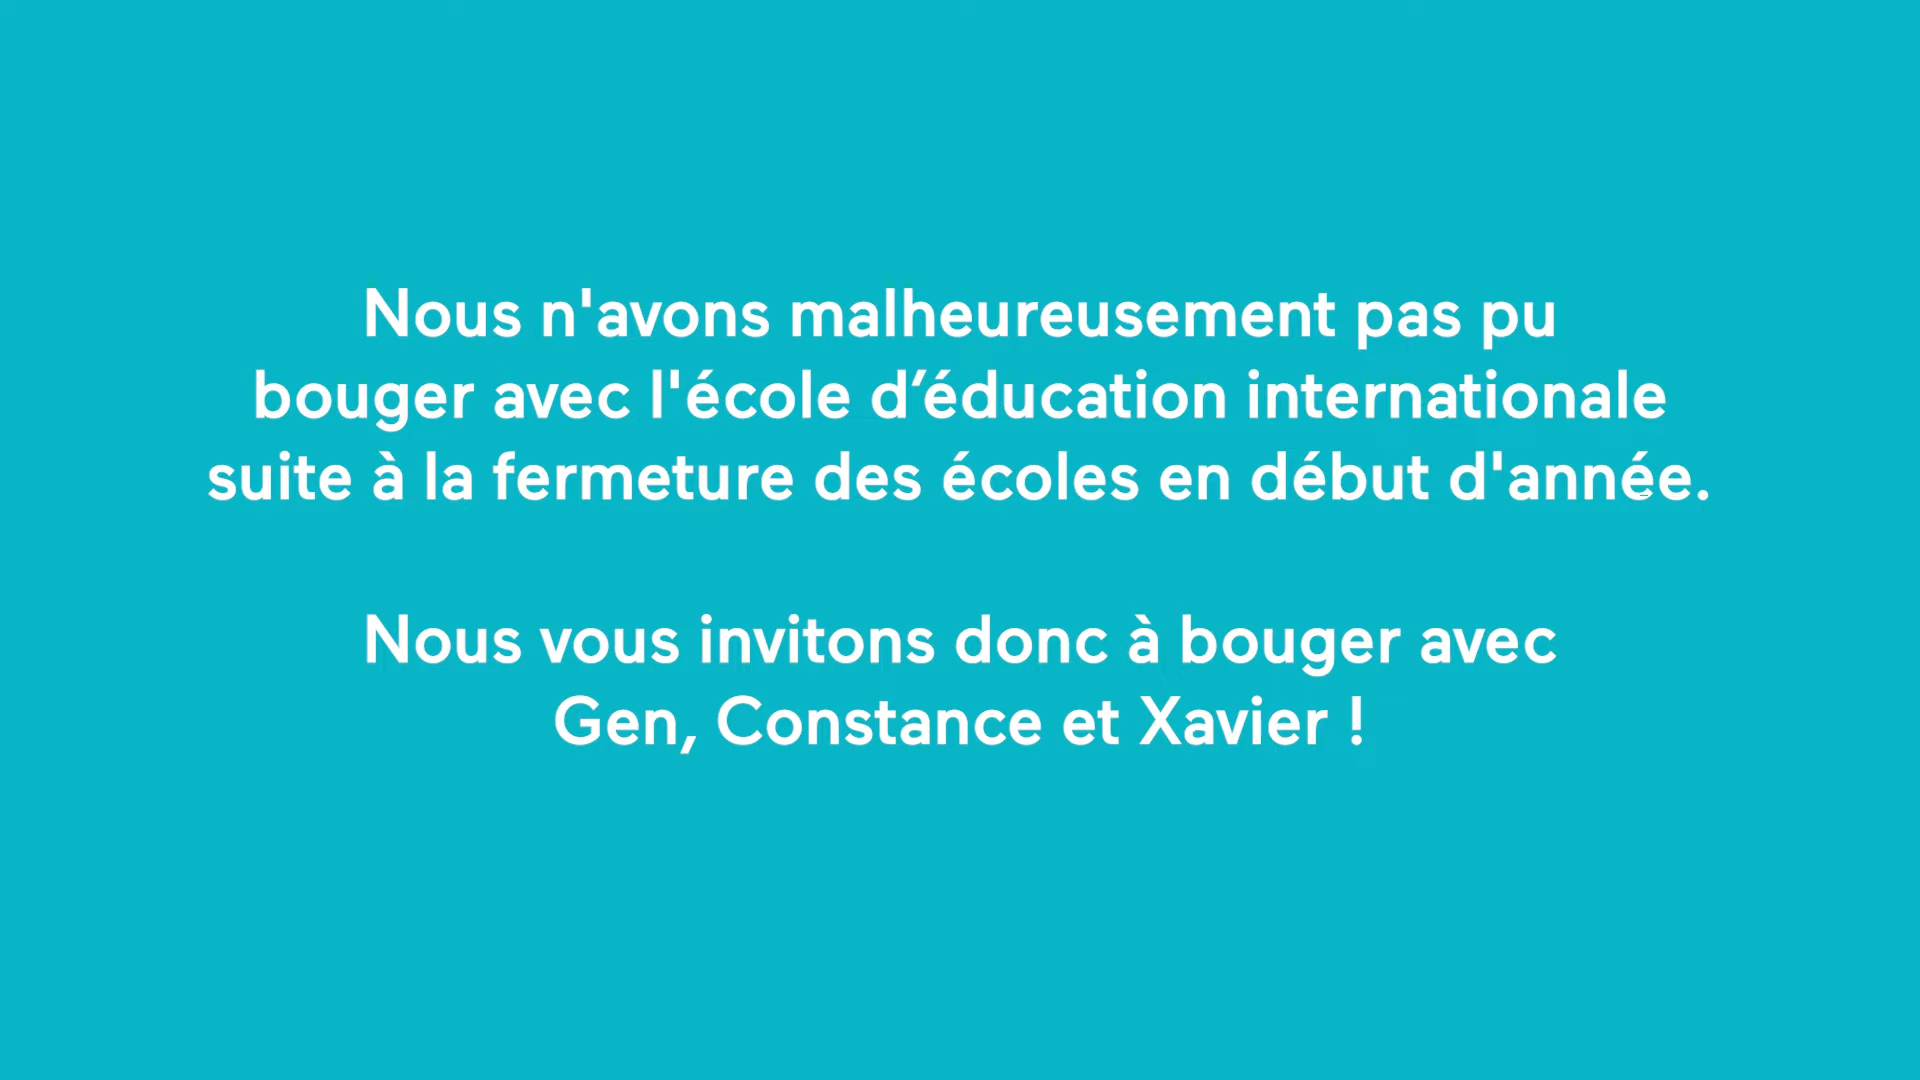 Nous n'avons malheureusement pas pu
bouger avec l'école d’éducation internationale
suite à la fermeture des écoles en début d'année.
Nous vous invitons donc à bouger avec
Gen, Constance et Xavier !